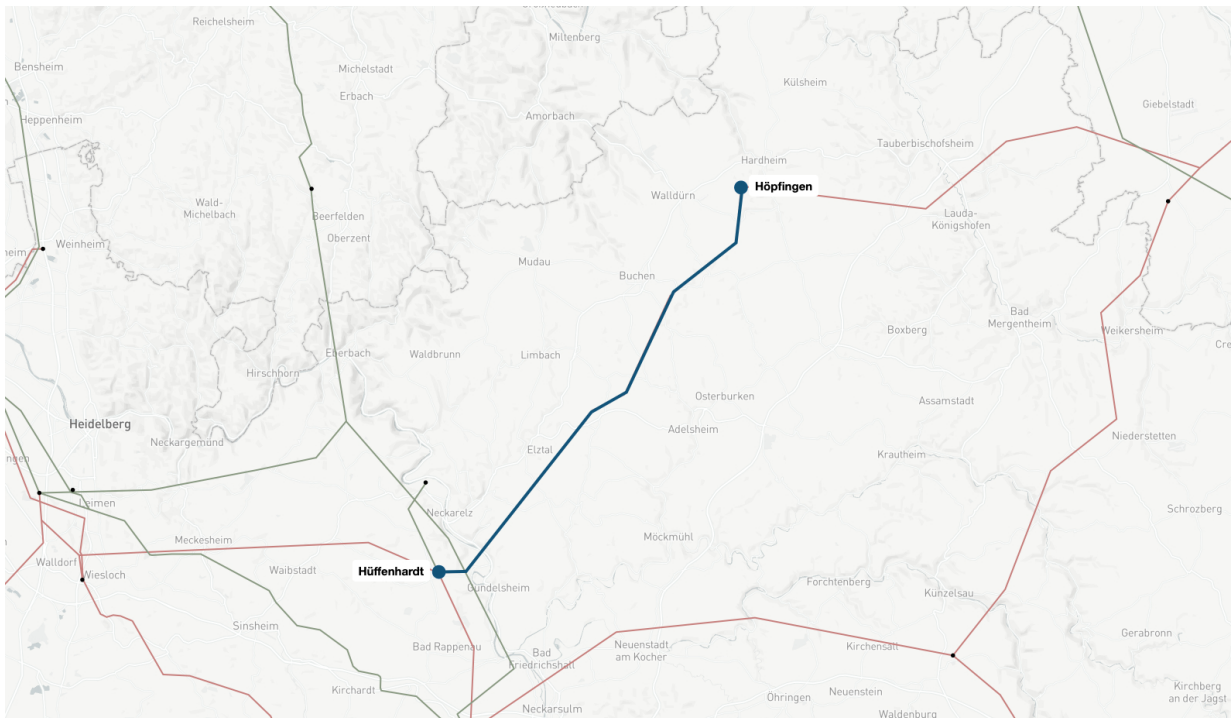 Reichelsheim
Miltenberg
Bensheim
Michelstadt
Külsheim
Erbach
Giebelstadt
Heppenheim
Amorbach
Tauberbischofsheim
Hardheim
Höpfingen
Walldürn
Wald-
Michelbach
Beerfelden
Lauda-
Königshofen
Oberzent
Weinheim
Mudau
Buchen
Bad
Mergentheim
Weikersheim
Boxberg
Eberbach
Waldbrunn
Limbach
Hirschhorn
Osterburken
Assamstadt
Heidelberg
Adelsheim
Niederstetten
Neckargemünd
Elztal
Krautheim
Leimen
Neckarelz
Schrozberg
Meckesheim
Möckmühl
Walldorf
Wiesloch
Waibstadt
Hüffenhardt
Gundelsheim
Forchtenberg
Künzelsau
Sinsheim
Gerabronn
Bad Rappenau
Bad
Friedrichshall
Neuenstadt
am Kocher
Kirchensall
Kirchardt
Öhringen
Neuenstein
Kirchberg
an der Jagst
Neckarsulm
Waldenburg